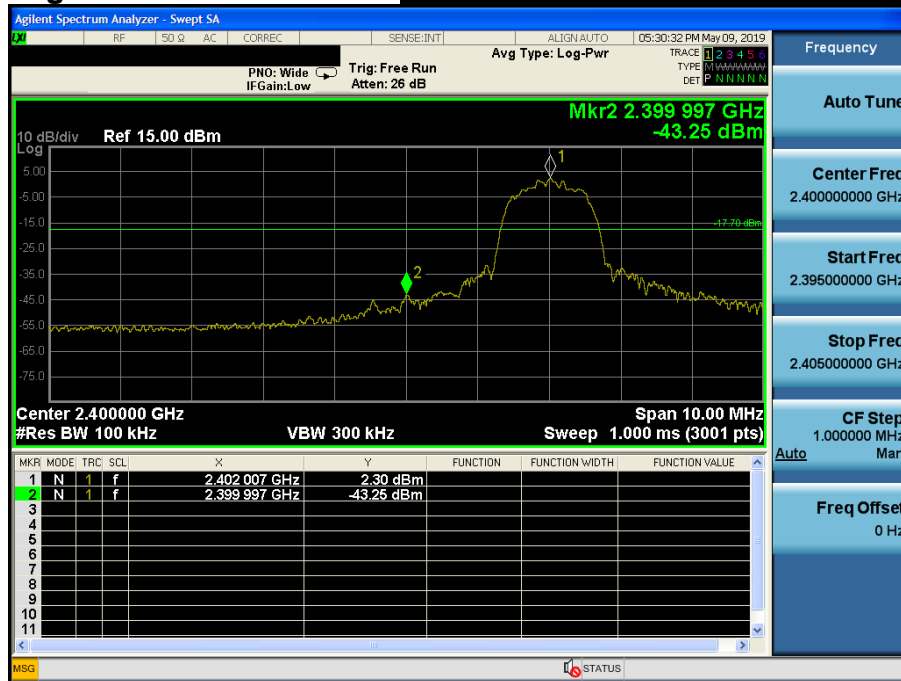 Agilent Spectrum Analyzer - Swept SA
LXI RF 50 Ω AC CORREC SENSE:INT ALIGN AUTO 05:30:32 PM May 09, 2019
Avg Type: Log-Pwr
TRACE 1 2 3 4 5 6
TYPE M WWWWW
DET P N N N N N
PNO: Wide Trig: Free Run
IFGain:Low Atten: 26 dB
Frequency
Mkr2 2.399 997 GHz
-43.25 dBm
10 dB/div Ref 15.00 dBm
Log
5.00
-5.00
-15.0
-25.0
-35.0
-45.0
-55.0
-65.0
-75.0
1
2
-17.70 dBm
Center 2.400000 GHz Span 10.00 MHz
#Res BW 100 kHz VBW 300 kHz Sweep 1.000 ms (3001 pts)
MKR MODE TRC SCL X Y FUNCTION FUNCTION WIDTH FUNCTION VALUE
1 N 1 f 2.402 007 GHz 2.30 dBm
2 N 1 f 2.399 997 GHz -43.25 dBm
3
4
5
6
7
8
9
10
11
MSG STATUS
Auto Tune
Center Freq
2.400000000 GHz
Start Freq
2.395000000 GHz
Stop Freq
2.405000000 GHz
CF Step
1.000000 MHz
Auto Man
Freq Offset
0 Hz